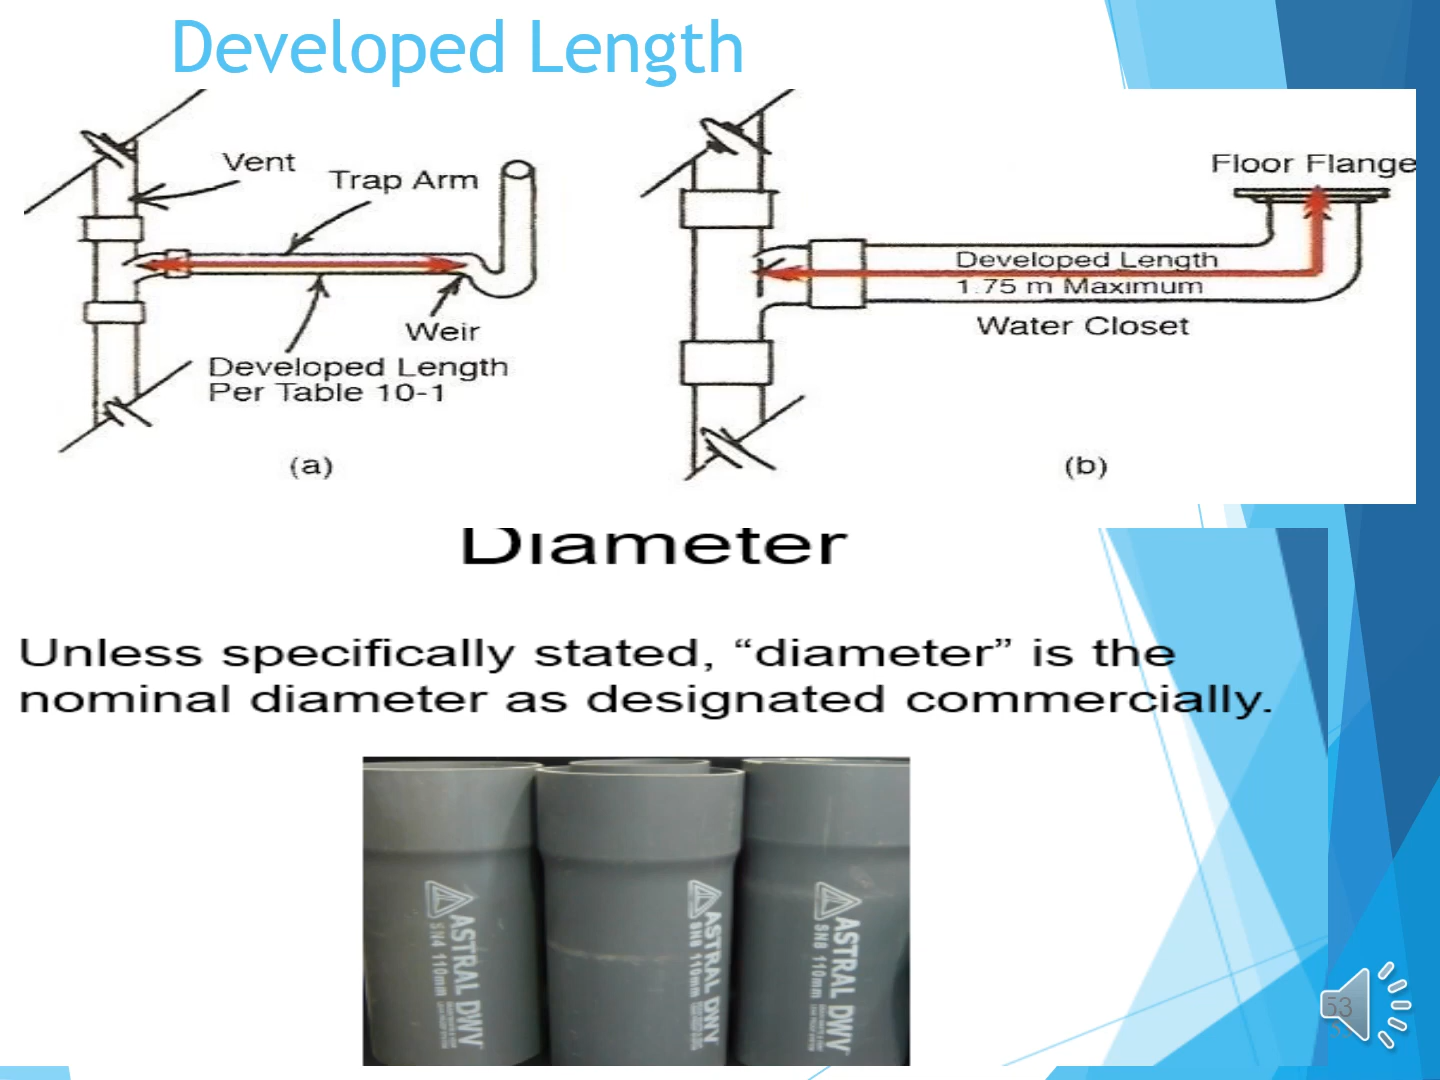 Developed Length
Vent
Trap Arm
Weir
Developed Length
Per Table 10-1
(a)
Floor Flange
Developed Length
1.75 m Maximum
Water Closet
(b)
Diameter
Unless specifically stated, “diameter” is the
nominal diameter as designated commercially.
ASTRAL DWV
SN4 110mm
ASTRAL DWV
SN8 110mm
ASTRAL DWV
SN8 110mm
53